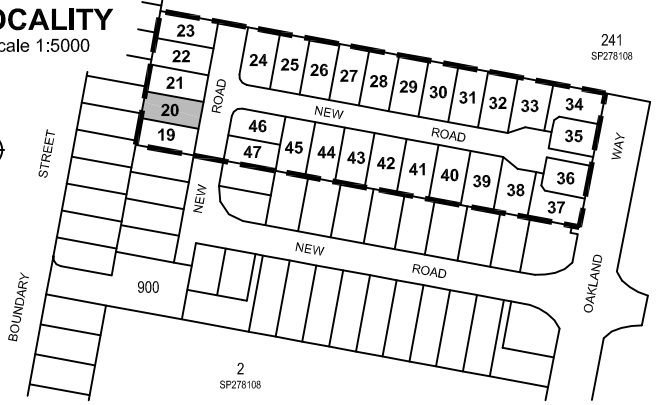 OCALITY
cale 1:5000
241
SP278108
23
22
21
20
19
ROAD
24
25
26
27
28
29
30
31
32
33
34
35
36
37
NEW
ROAD
46
47
45
44
43
42
41
40
39
38
WAY
STREET
NEW
NEW
ROAD
OAKLAND
BOUNDARY
900
2
SP278108